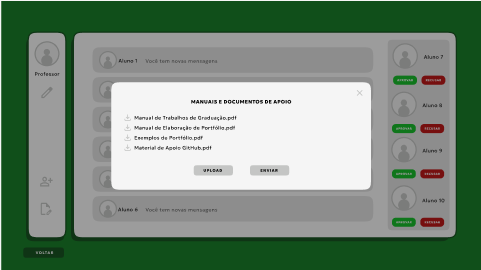 Professor
VOLTAR
Aluno 1 Você tem novas mensagens
MANUAIS E DOCUMENTOS DE APOIO
Manual de Trabalhos de Graduação.pdf
Manual de Elaboração de Portfólio.pdf
Exemplos de Portfólio.pdf
Material de Apoio GitHub.pdf
UPLOAD ENVIAR
Aluno 6 Você tem novas mensagens
Aluno 7
APROVAR RECUSAR
Aluno 8
APROVAR RECUSAR
Aluno 9
APROVAR RECUSAR
Aluno 10
APROVAR RECUSAR